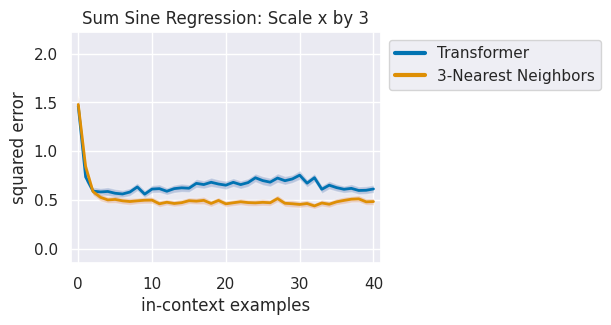 Sum Sine Regression: Scale x by 3
squared error
2.0
1.5
1.0
0.5
0.0
0
10
20
30
40
in-context examples
Transformer
3-Nearest Neighbors